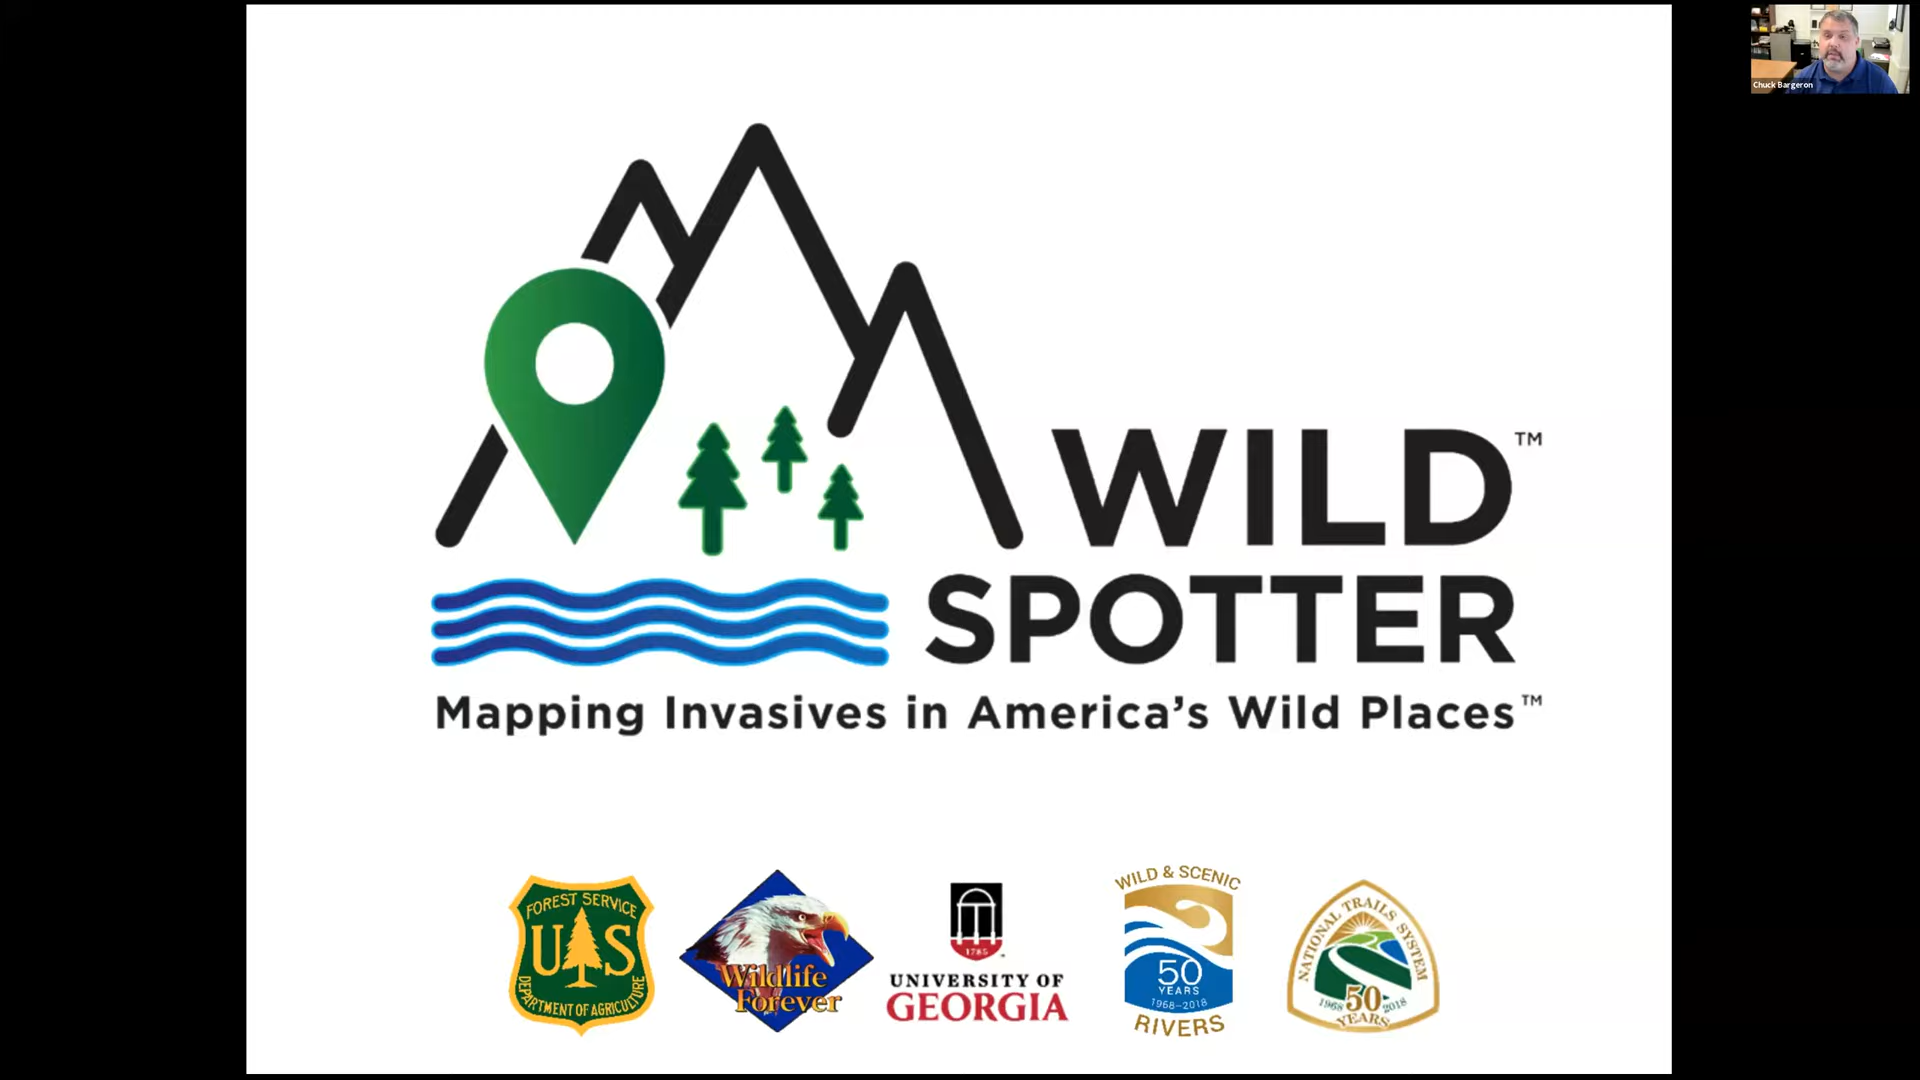 Chuck Bargeron
WILD™
SPOTTER
Mapping Invasives in America's Wild Places™
FOREST SERVICE
U S
DEPARTMENT OF AGRICULTURE
Wildlife
Forever
1785
UNIVERSITY OF
GEORGIA
WILD & SCENIC
50
YEARS
1968-2018
RIVERS
NATIONAL TRAILS SYSTEM
1968 50 2018
YEARS